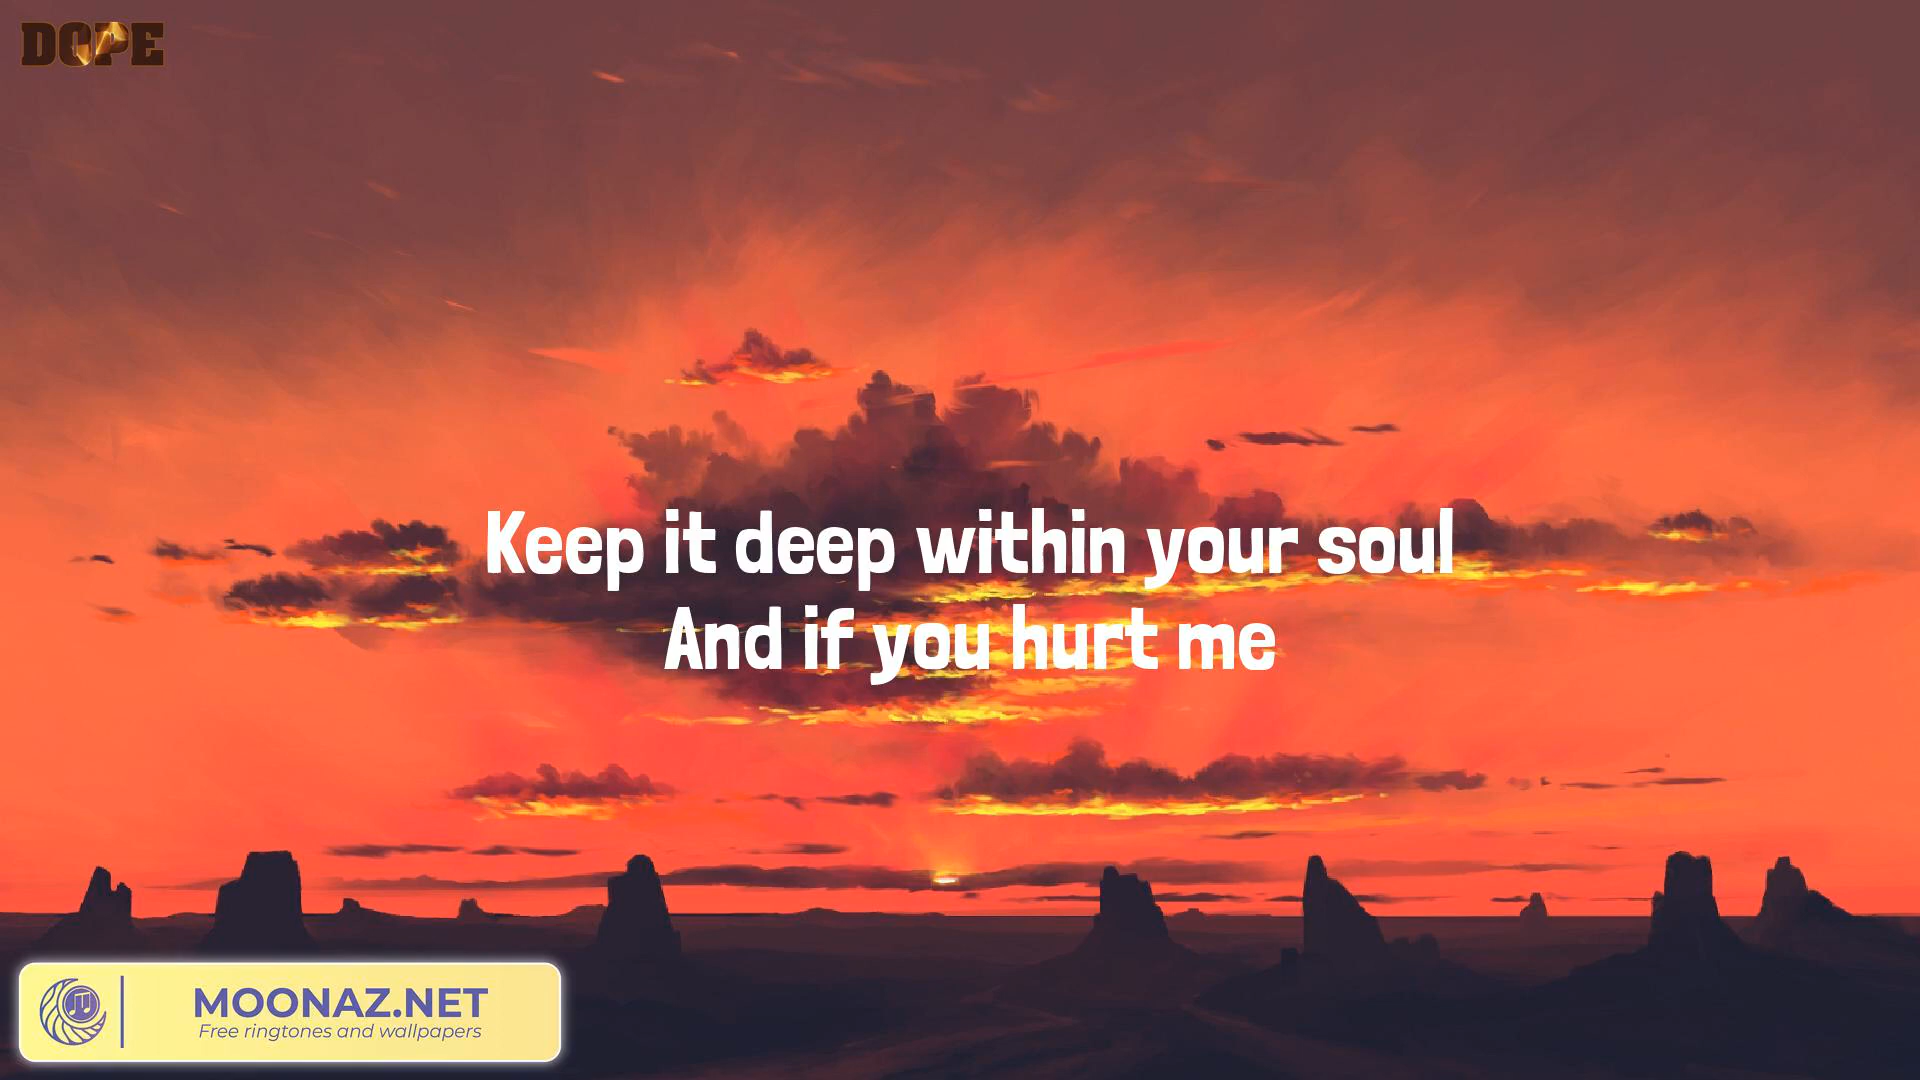 DOPE
Keep it deep within your soul
And if you hurt me
MOONAZ.NET
Free ringtones and wallpapers